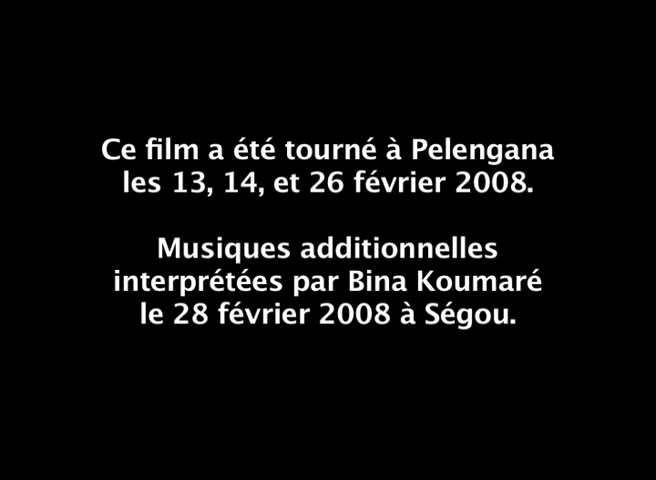 Ce film a été tourné à Pelengana
les 13, 14, et 26 février 2008.
Musiques additionnelles
interprétées par Bina Koumaré
le 28 février 2008 à Ségou.